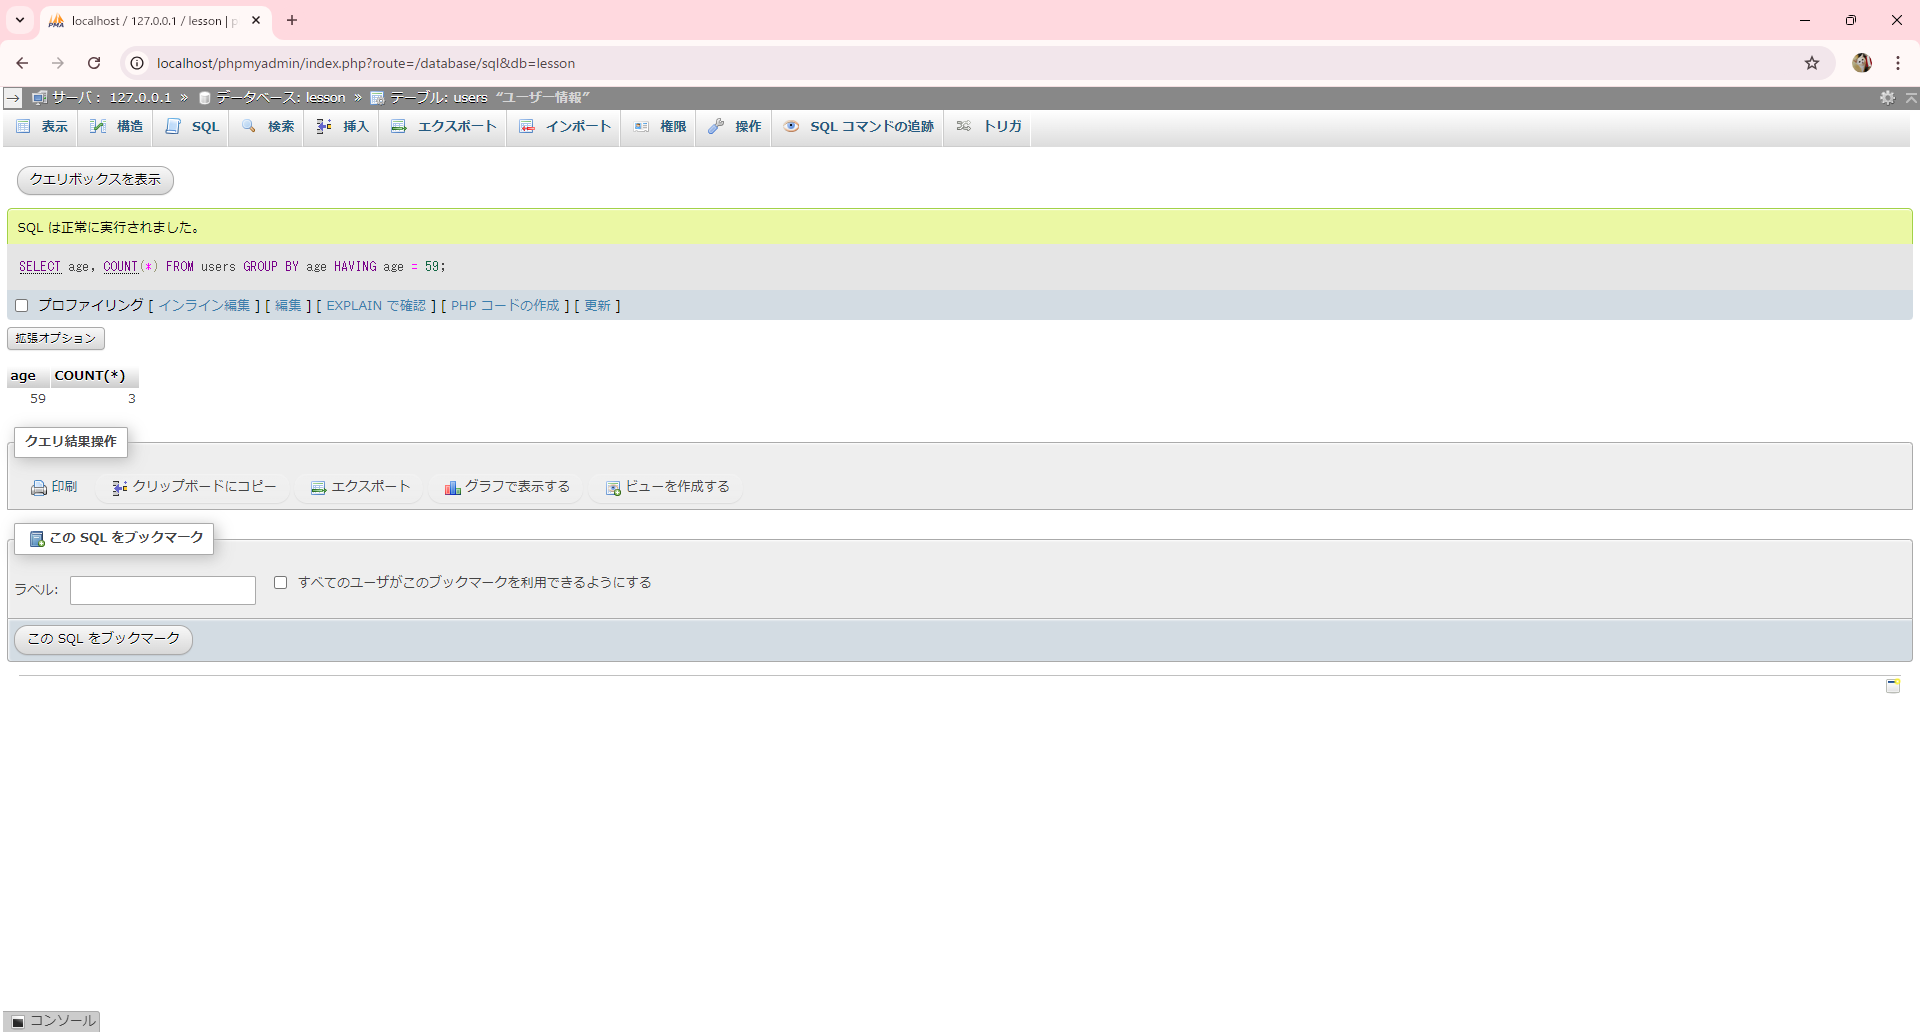 localhost / 127.0.0.1 / lesson | p
localhost/phpmyadmin/index.php?route=/database/sql&db=lesson
サーバ: 127.0.0.1 » データベース: lesson » テーブル: users “ユーザー情報”
表示 構造 SQL 検索 挿入 エクスポート インポート 権限 操作 SQL コマンドの追跡 トリガ
クエリボックスを表示
SQL は正常に実行されました。
SELECT age, COUNT(*) FROM users GROUP BY age HAVING age = 59;
プロファイリング [ インライン編集 ] [ 編集 ] [ EXPLAIN で確認 ] [ PHP コードの作成 ] [ 更新 ]
拡張オプション
age COUNT(*)
59 3
クエリ結果操作
印刷 クリップボードにコピー エクスポート グラフで表示する ビューを作成する
この SQL をブックマーク
ラベル: すべてのユーザがこのブックマークを利用できるようにする
この SQL をブックマーク
コンソール